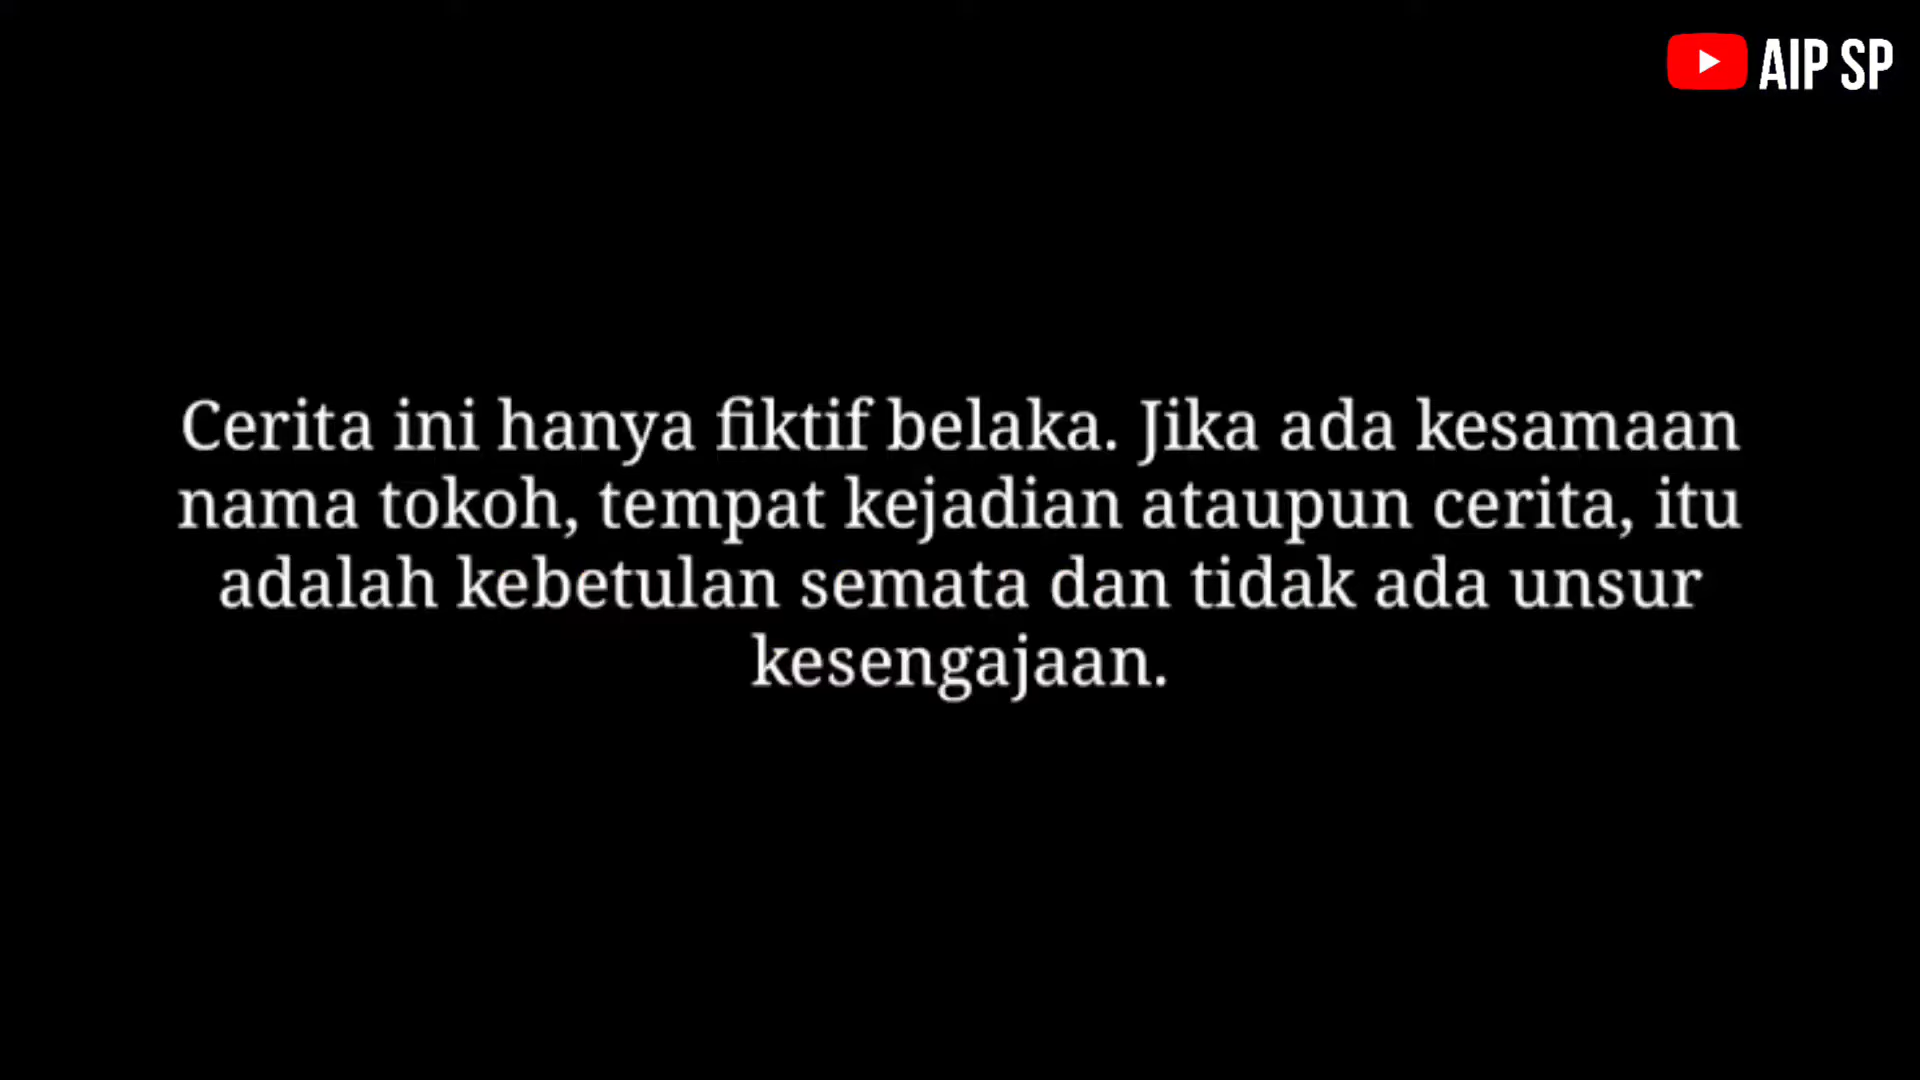 AIP SP
Cerita ini hanya fiktif belaka. Jika ada kesamaan
nama tokoh, tempat kejadian ataupun cerita, itu
adalah kebetulan semata dan tidak ada unsur
kesengajaan.